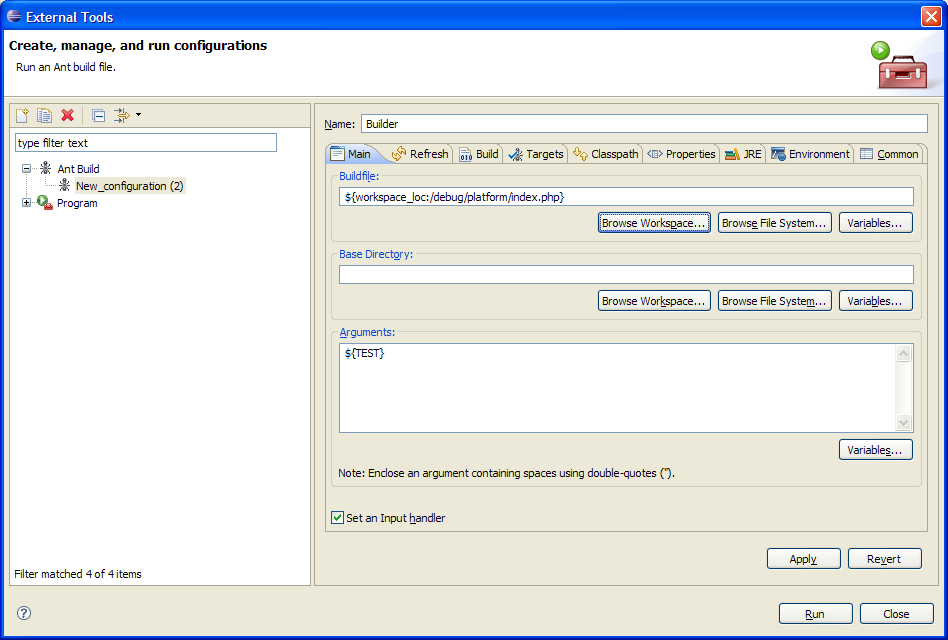 External Tools
Create, manage, and run configurations
Run an Ant build file.
type filter text
Ant Build
New_configuration (2)
Program
Filter matched 4 of 4 items
Name: Builder
Main Refresh Build Targets Classpath Properties JRE Environment Common
Buildfile:
${workspace_loc:/debug/platform/index.php}
Browse Workspace... Browse File System... Variables...
Base Directory:
Browse Workspace... Browse File System... Variables...
Arguments:
${TEST}
Variables...
Note: Enclose an argument containing spaces using double-quotes (").
Set an Input handler
Apply Revert
Run Close